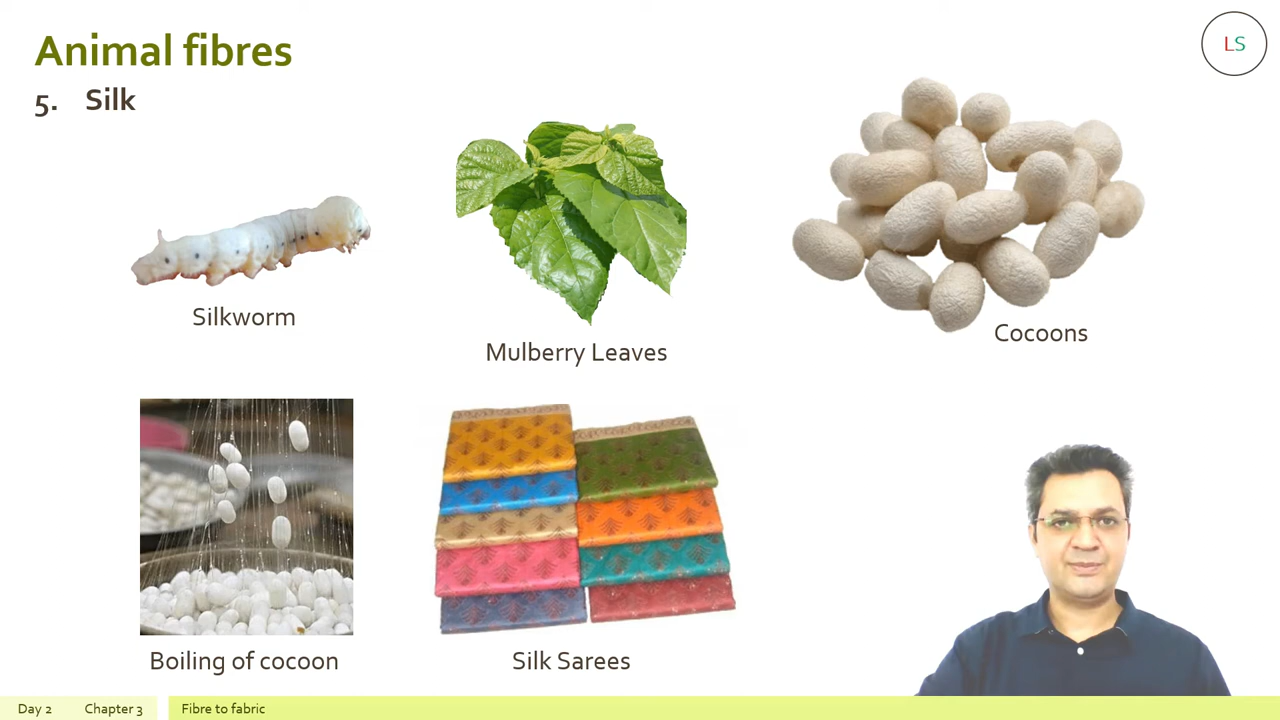 Animal fibres
LS
5. Silk
Silkworm
Mulberry Leaves
Cocoons
Boiling of cocoon
Silk Sarees
Day 2 Chapter 3 Fibre to fabric